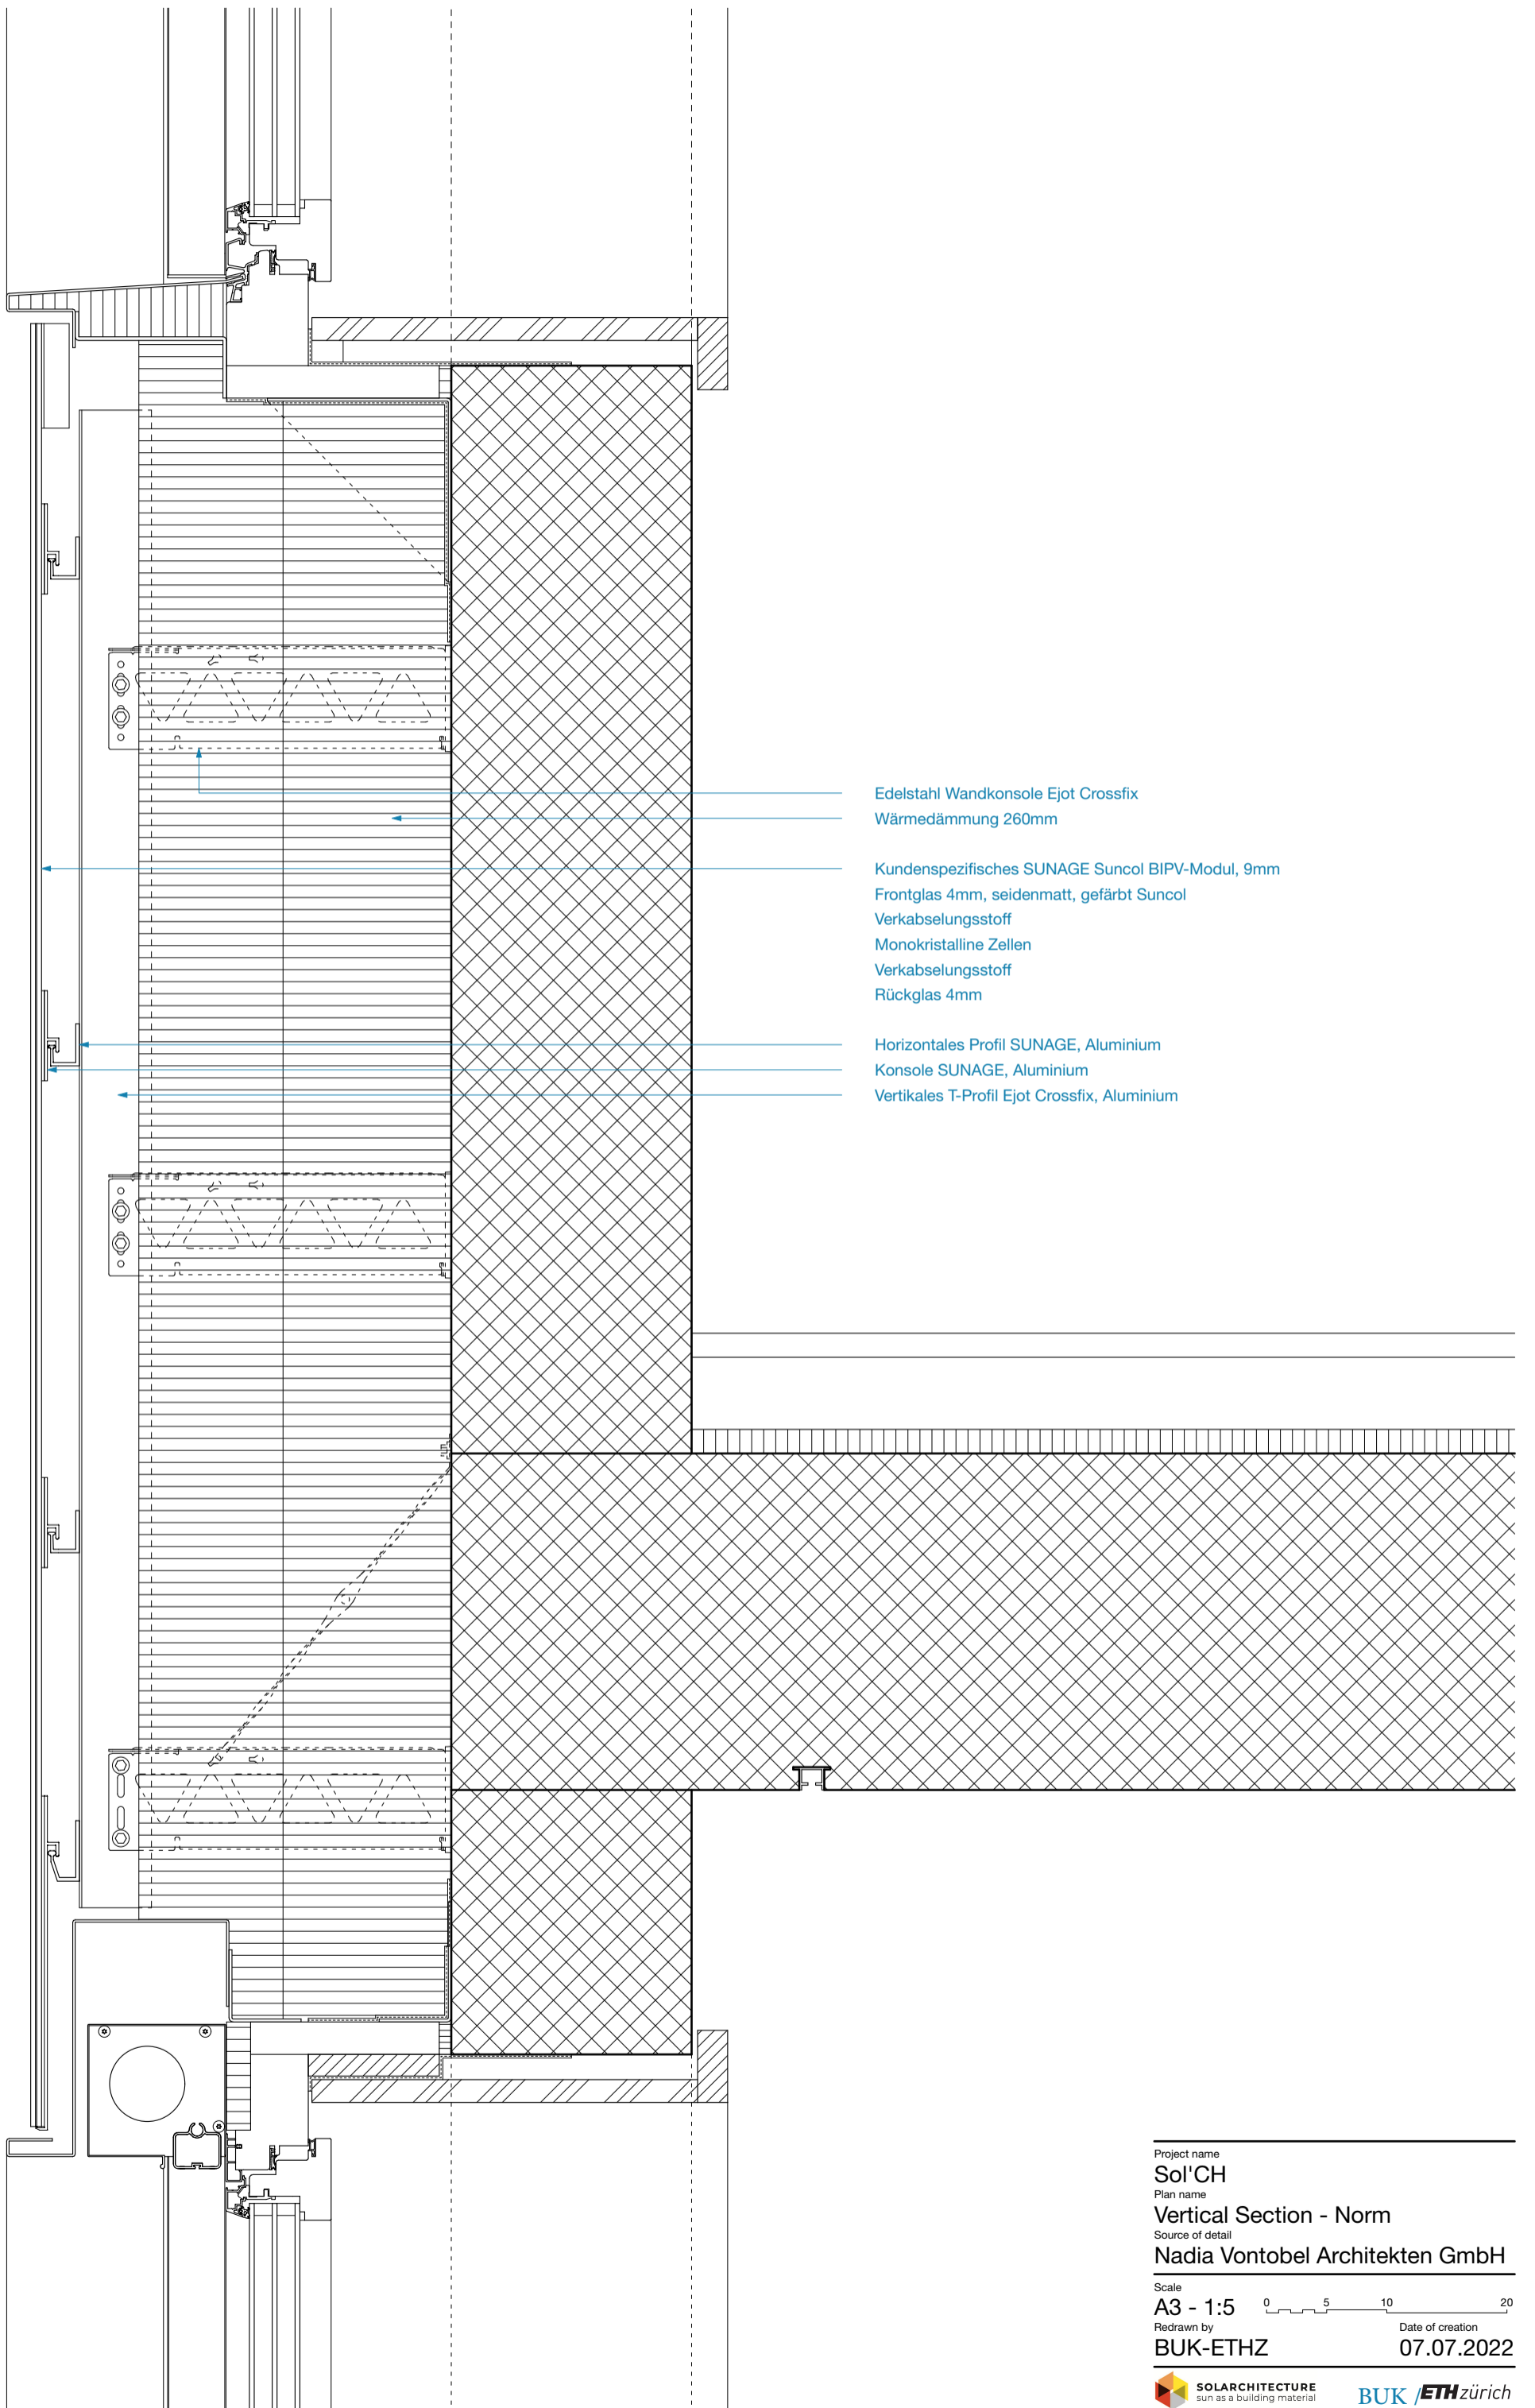 Edelstahl Wandkonsole Ejot Crossfix
Wärmedämmung 260mm
Kundenspezifisches SUNAGE Suncol BIPV-Modul, 9mm
Frontglas 4mm, seidenmatt, gefärbt Suncol
Verkabselungsstoff
Monokristalline Zellen
Verkabselungsstoff
Rückglas 4mm
Horizontales Profil SUNAGE, Aluminium
Konsole SUNAGE, Aluminium
Vertikales T-Profil Ejot Crossfix, Aluminium
Project name
Sol'CH
Plan name
Vertical Section - Norm
Source of detail
Nadia Vontobel Architekten GmbH
Scale
A3 - 1:5
0 5 10 20
Redrawn by
BUK-ETHZ
Date of creation
07.07.2022
SOLARCHITECTURE
sun as a building material
BUK /ETH zürich